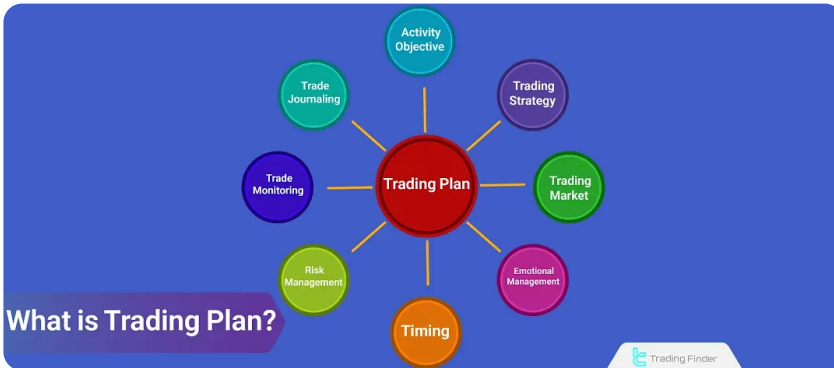 Activity
Objective
Trade
Journaling
Trading
Strategy
Trade
Monitoring
Trading Plan
Trading
Market
Risk
Management
Emotional
Management
Timing
What is Trading Plan?
Trading Finder